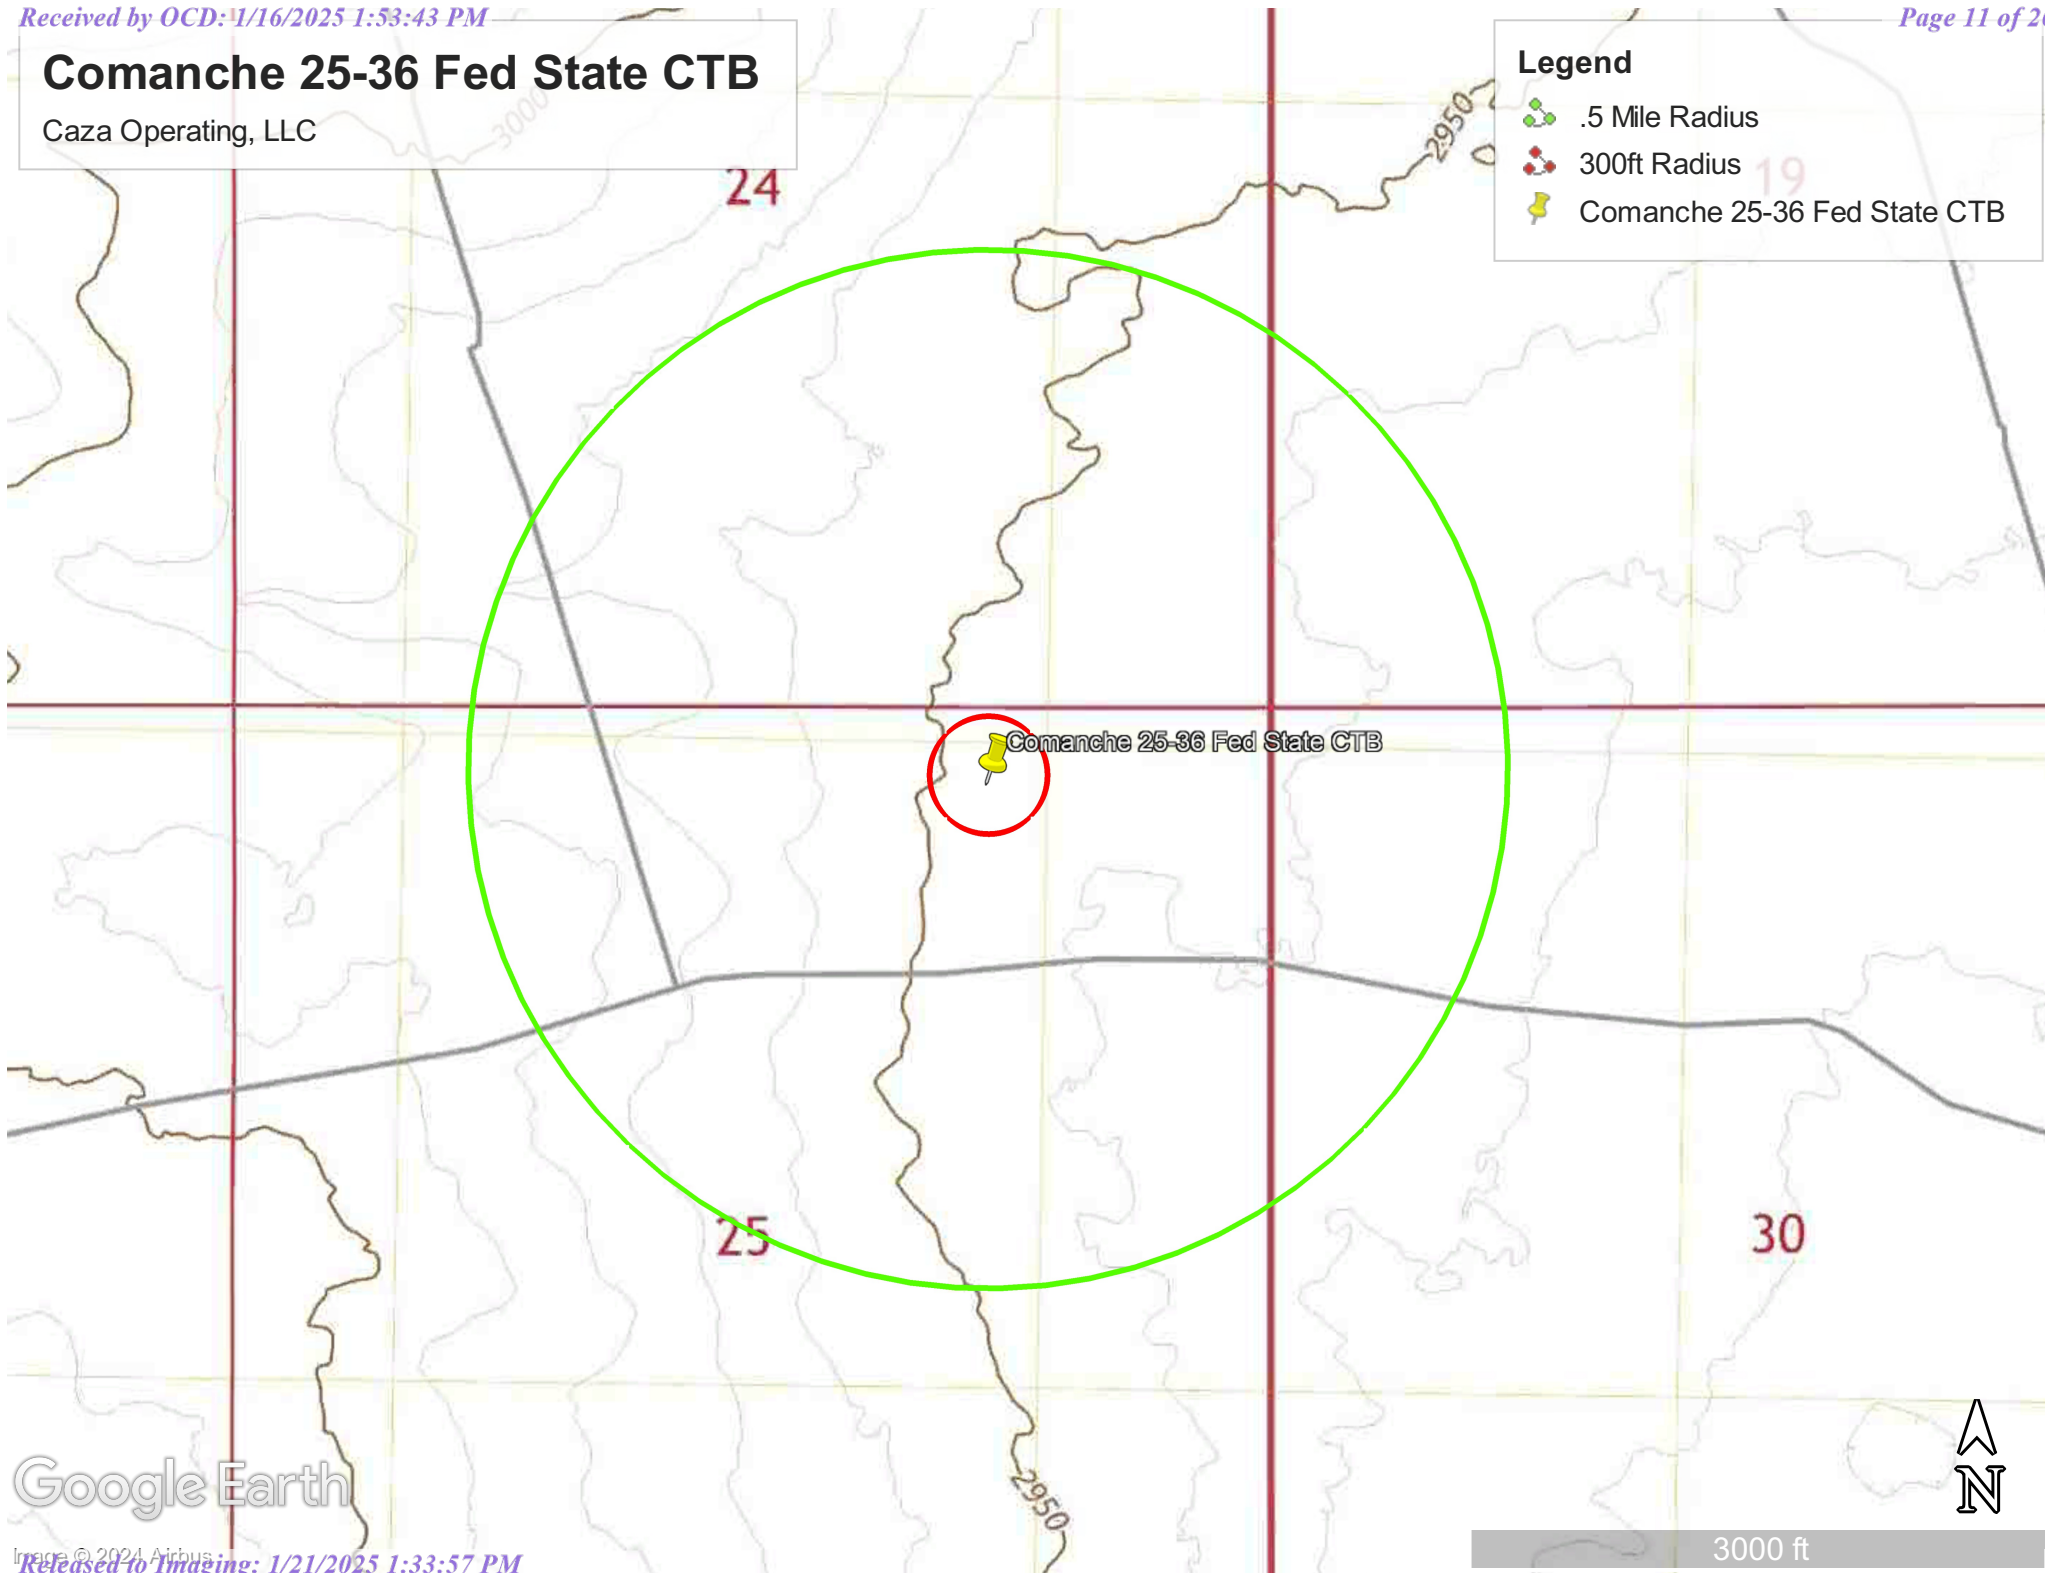 Received by OCD: 1/16/2025 1:53:43 PM
Page 11 of
Comanche 25-36 Fed State CTB
Caza Operating, LLC
Legend
.5 Mile Radius
300ft Radius
Comanche 25-36 Fed State CTB
3000
2950
24
19
Comanche 25-36 Fed State CTB
25
30
2950
Google Earth
N
3000 ft
Image © 2024 Airbus
Released to Imaging: 1/21/2025 1:33:57 PM